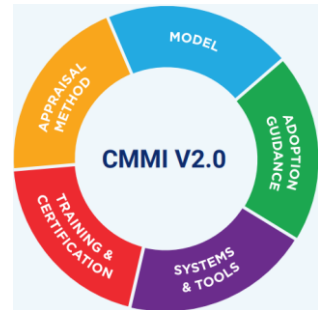 MODEL
ADOPTION
GUIDANCE
SYSTEMS
& TOOLS
TRAINING &
CERTIFICATION
APPRAISAL
METHOD
CMMI V2.0